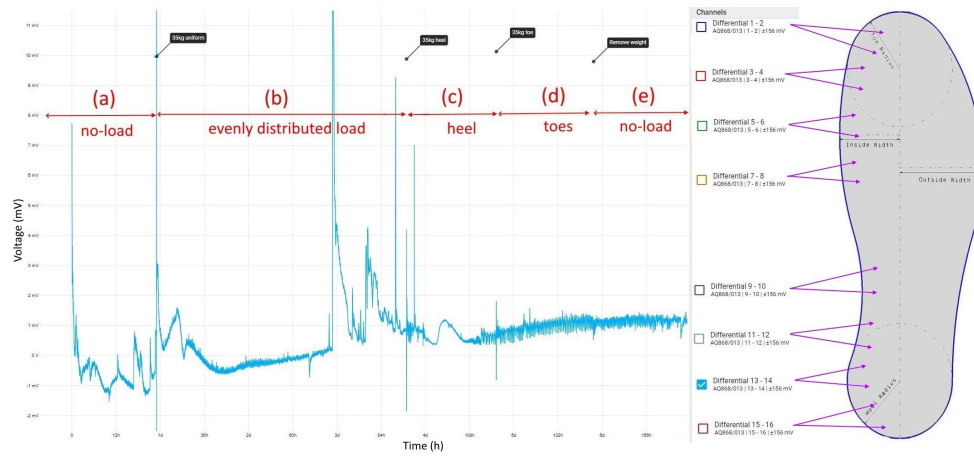 11 mV
10 mV
9 mV
8 mV
7 mV
6 mV
5 mV
4 mV
3 mV
2 mV
1 mV
0 mV
-1 mV
-2 mV
Voltage (mV)
35kg uniform
35kg heel
35kg toe
Remove weight
(a)
(b)
(c)
(d)
(e)
no-load
evenly distributed load
heel
toes
no-load
0
12h
1d
2d
3d
84h
4d
108h
5d
6d
Time (h)
Channels
Differential 1 - 2
AQ868/013 | 1 - 2 | ±156 mV
Differential 3 - 4
AQ868/013 | 3 - 4 | ±156 mV
Differential 5 - 6
AQ868/013 | 5 - 6 | ±156 mV
Differential 7 - 8
AQ868/013 | 7 - 8 | ±156 mV
Differential 9 - 10
AQ868/013 | 9 - 10 | ±156 mV
Differential 11 - 12
AQ868/013 | 11 - 12 | ±156 mV
Differential 13 - 14
AQ868/013 | 13 - 14 | ±156 mV
Differential 15 - 16
AQ868/013 | 15 - 16 | ±156 mV
Toe Radius
Inside Width
Outside Width
Heel Radius